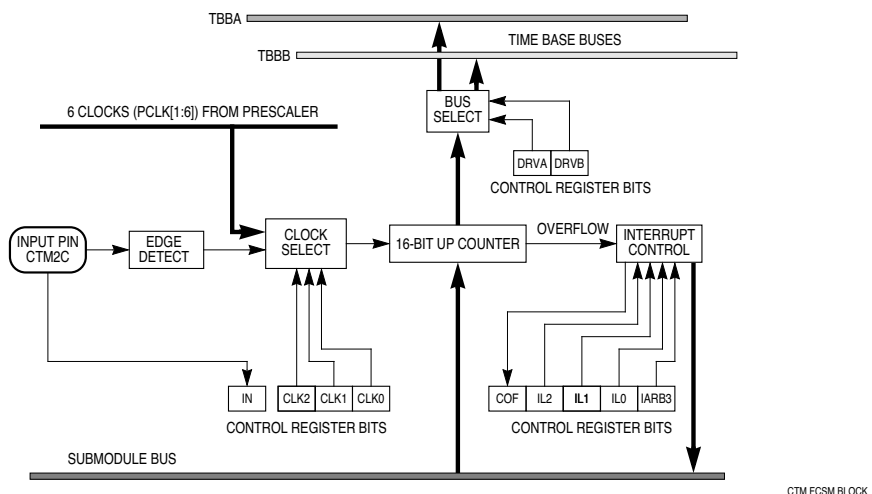 TBBA
TIME BASE BUSES
TBBB
6 CLOCKS (PCLK[1:6]) FROM PRESCALER
BUS
SELECT
DRVA DRVB
CONTROL REGISTER BITS
INPUT PIN
CTM2C
EDGE
DETECT
CLOCK
SELECT
16-BIT UP COUNTER
OVERFLOW
INTERRUPT
CONTROL
IN
CLK2 CLK1 CLK0
CONTROL REGISTER BITS
COF IL2 IL1 IL0 IARB3
CONTROL REGISTER BITS
SUBMODULE BUS
CTM FCSM BLOCK